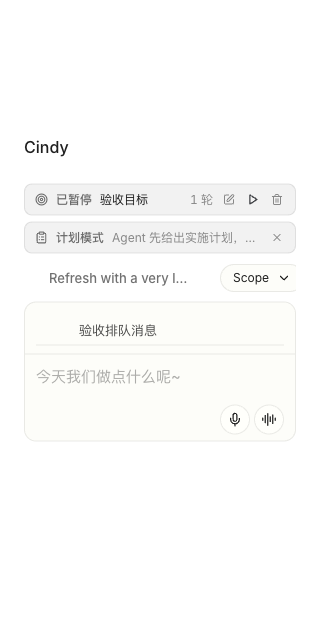 Cindy
已暂停 验收目标 1 轮
计划模式 Agent 先给出实施计划，...
Refresh with a very l... Scope
验收排队消息
今天我们做点什么呢~